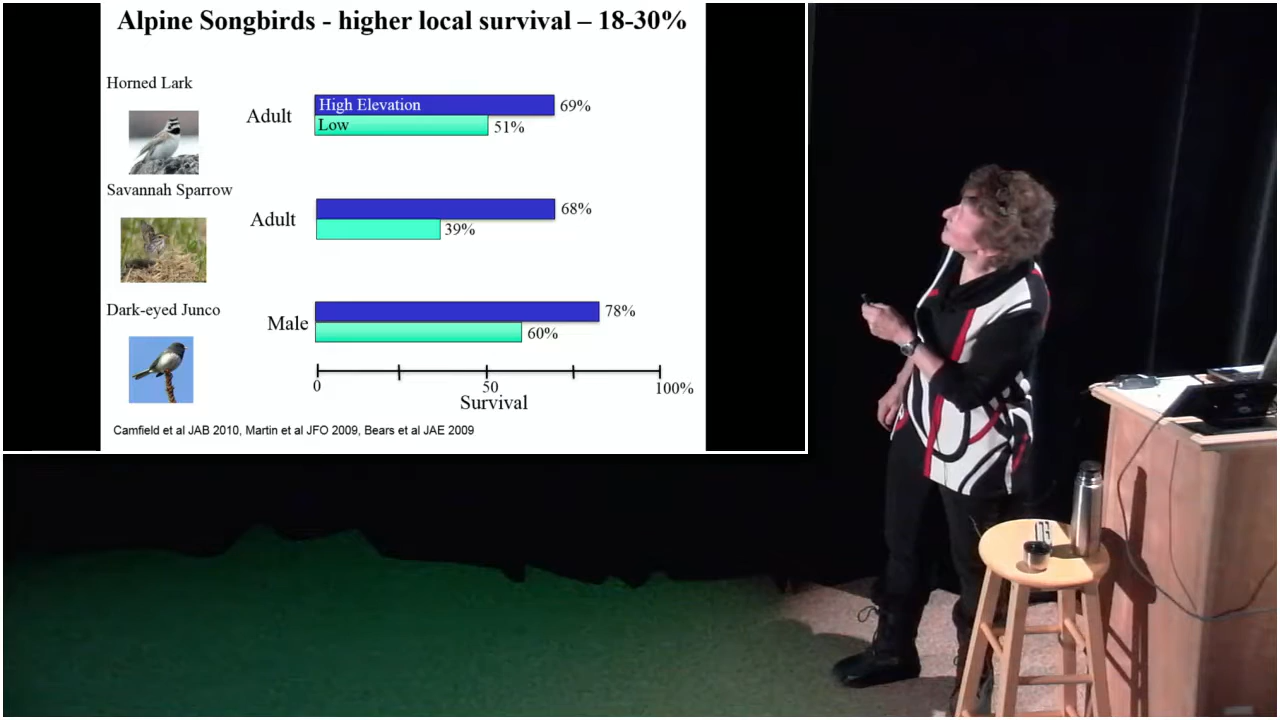 Alpine Songbirds - higher local survival – 18-30%
Horned Lark
Adult
High Elevation
69%
Low
51%
Savannah Sparrow
Adult
68%
39%
Dark-eyed Junco
Male
78%
60%
0
50
100%
Survival
Camfield et al JAB 2010, Martin et al JFO 2009, Bears et al JAE 2009